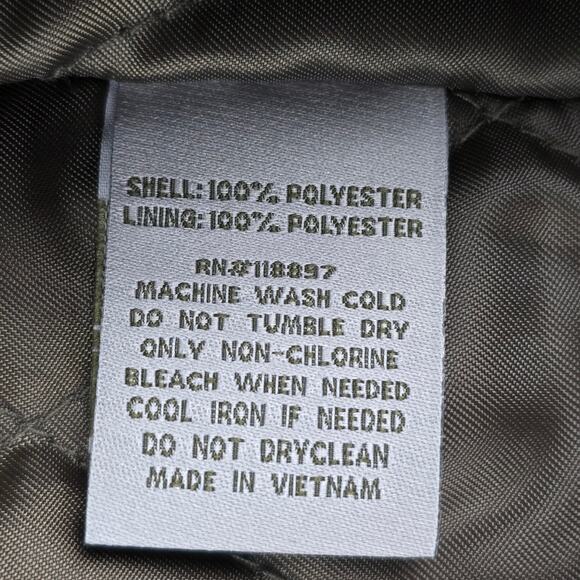 SHELL: 100% POLYESTER
LINING: 100% POLYESTER
RN#118897
MACHINE WASH COLD
DO NOT TUMBLE DRY
ONLY NON-CHLORINE
BLEACH WHEN NEEDED
COOL IRON IF NEEDED
DO NOT DRYCLEAN
MADE IN VIETNAM